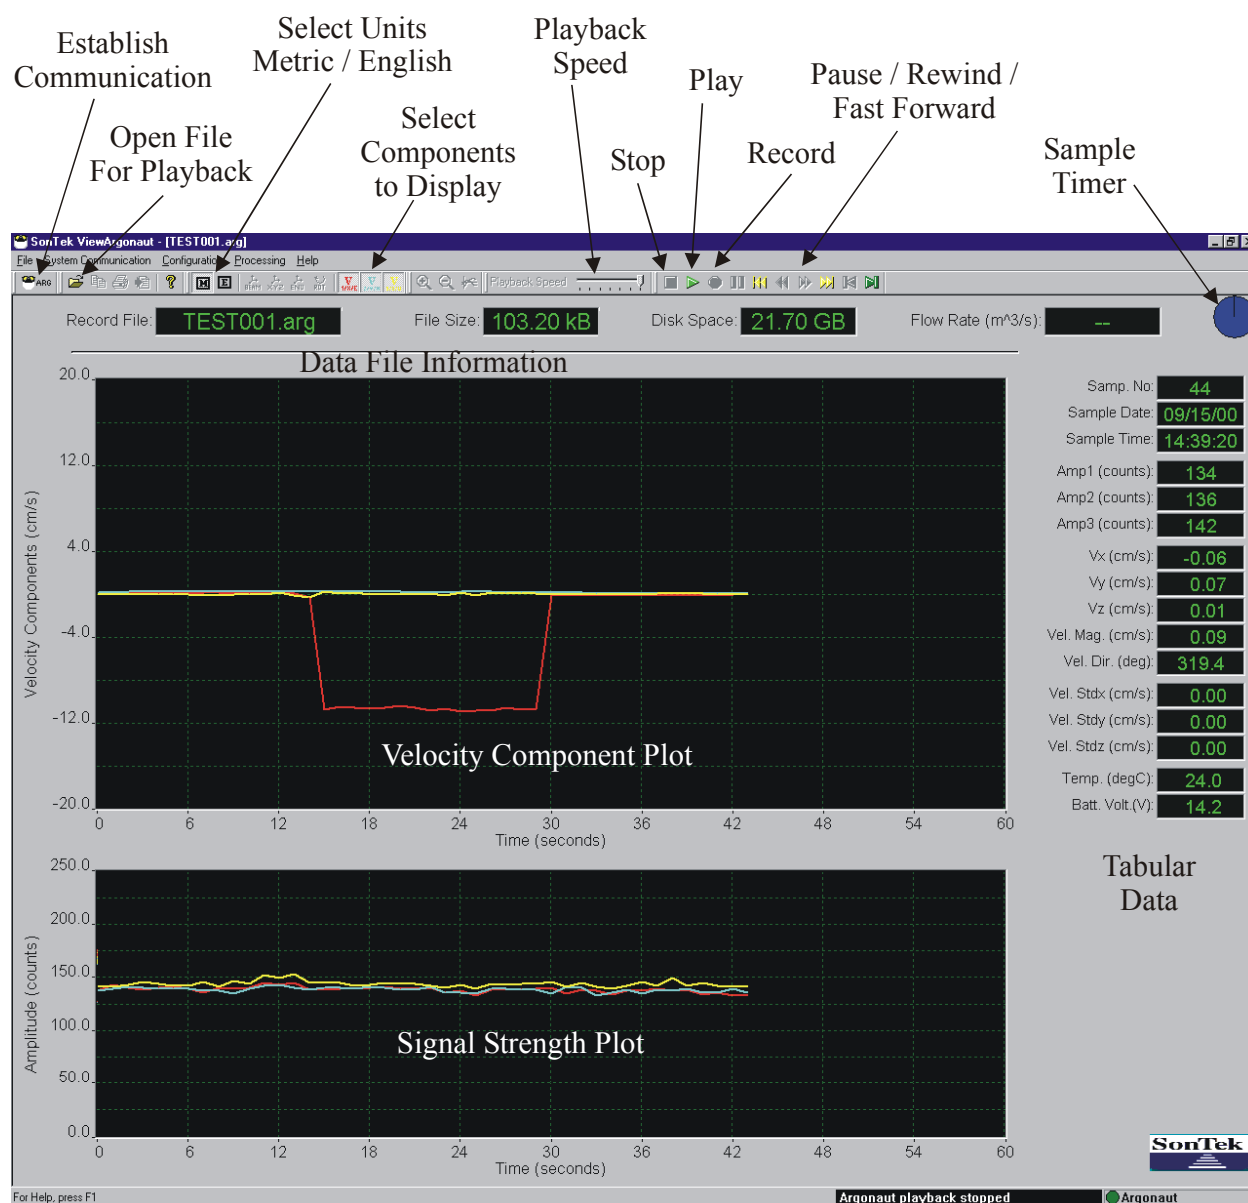 Establish
Communication
Select Units
Metric / English
Playback
Speed
Play
Pause / Rewind /
Fast Forward
Open File
For Playback
Select
Components
to Display
Stop
Record
Sample
Timer
SonTek ViewArgonaut - [TEST001.arg]
File System Communication Configuration Processing Help
ARG M E XYZ Playback Speed
Record File: TEST001.arg File Size: 103.20 kB Disk Space: 21.70 GB Flow Rate (m^3/s): --
Data File Information
Velocity Components (cm/s)
20.0
12.0
4.0
-4.0
-12.0
-20.0
Velocity Component Plot
0 6 12 18 24 30 36 42 48 54 60
Time (seconds)
Samp. No: 44
Sample Date: 09/15/00
Sample Time: 14:39:20
Amp1 (counts): 134
Amp2 (counts): 136
Amp3 (counts): 142
Vx (cm/s): -0.06
Vy (cm/s): 0.07
Vz (cm/s): 0.01
Vel. Mag. (cm/s): 0.09
Vel. Dir. (deg): 319.4
Vel. Stdx (cm/s): 0.00
Vel. Stdy (cm/s): 0.00
Vel. Stdz (cm/s): 0.00
Temp. (degC): 24.0
Batt. Volt.(V): 14.2
Tabular
Data
Amplitude (counts)
250.0
200.0
150.0
100.0
50.0
0.0
Signal Strength Plot
0 6 12 18 24 30 36 42 48 54 60
Time (seconds)
SonTek
For Help, press F1
Argonaut playback stopped
Argonaut